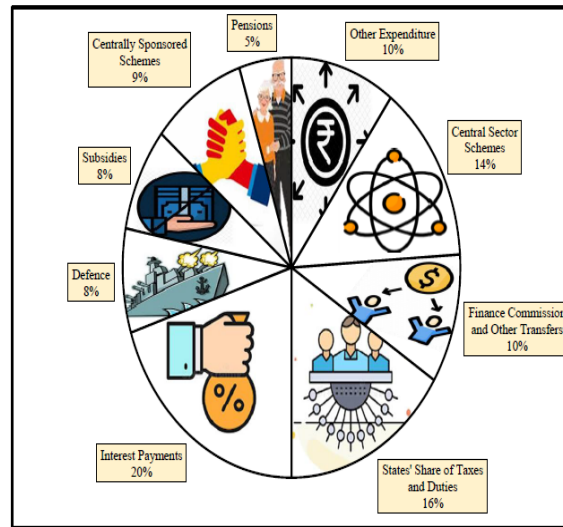 Pensions
5%
Other Expenditure
10%
Centrally Sponsored
Schemes
9%
Central Sector
Schemes
14%
Subsidies
8%
Defence
8%
Finance Commission
and Other Transfers
10%
Interest Payments
20%
States' Share of Taxes
and Duties
16%
₹
$
%